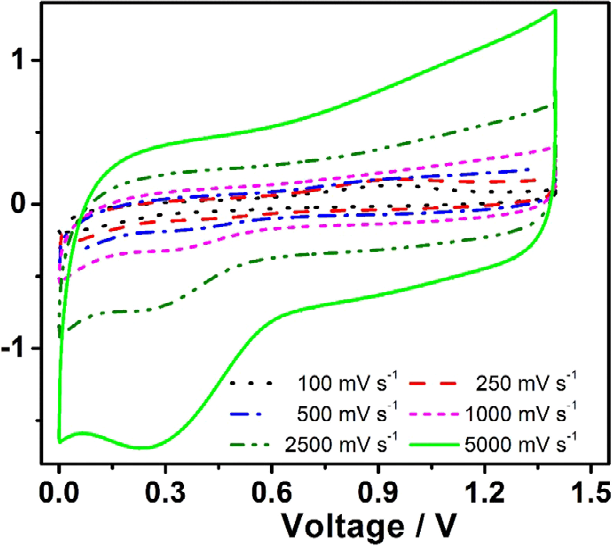 1
0
-1
100 mV s⁻¹ 250 mV s⁻¹
500 mV s⁻¹ 1000 mV s⁻¹
2500 mV s⁻¹ 5000 mV s⁻¹
0.0 0.3 0.6 0.9 1.2 1.5
Voltage / V